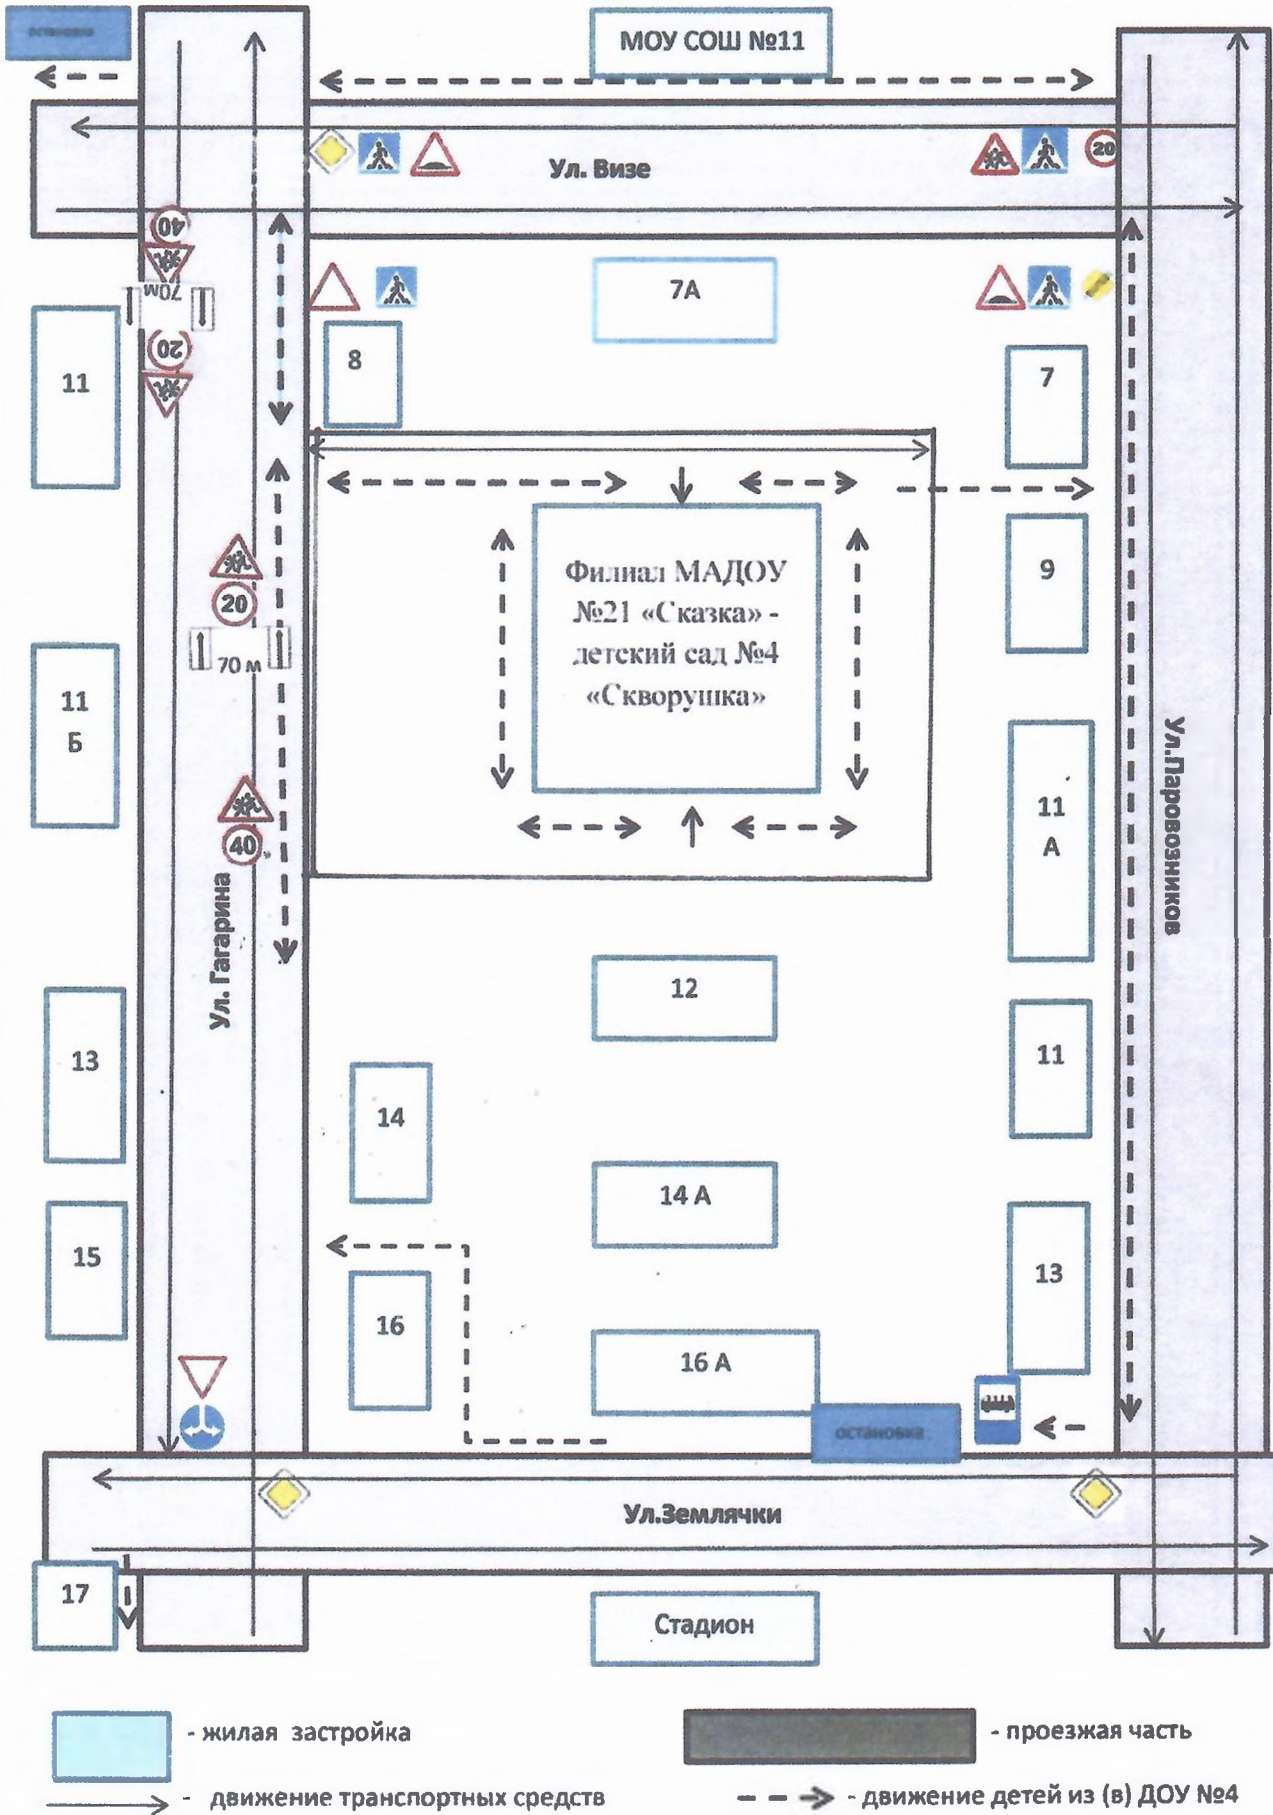 остановка
МОУ СОШ №11
20
Ул. Визе
40
70м
20
7А
8
7
11
9
Филиал МАДОУ
№21 «Сказка» -
детский сад №4
«Скворушка»
20
70 м
40
11
Б
11
А
Ул. Гагарина
Ул.Паровозников
12
13
11
14
14 А
15
13
16
16 А
остановка
Ул.Землячки
17
Стадион
- жилая застройка
- проезжая часть
- движение транспортных средств
- движение детей из (в) ДОУ №4